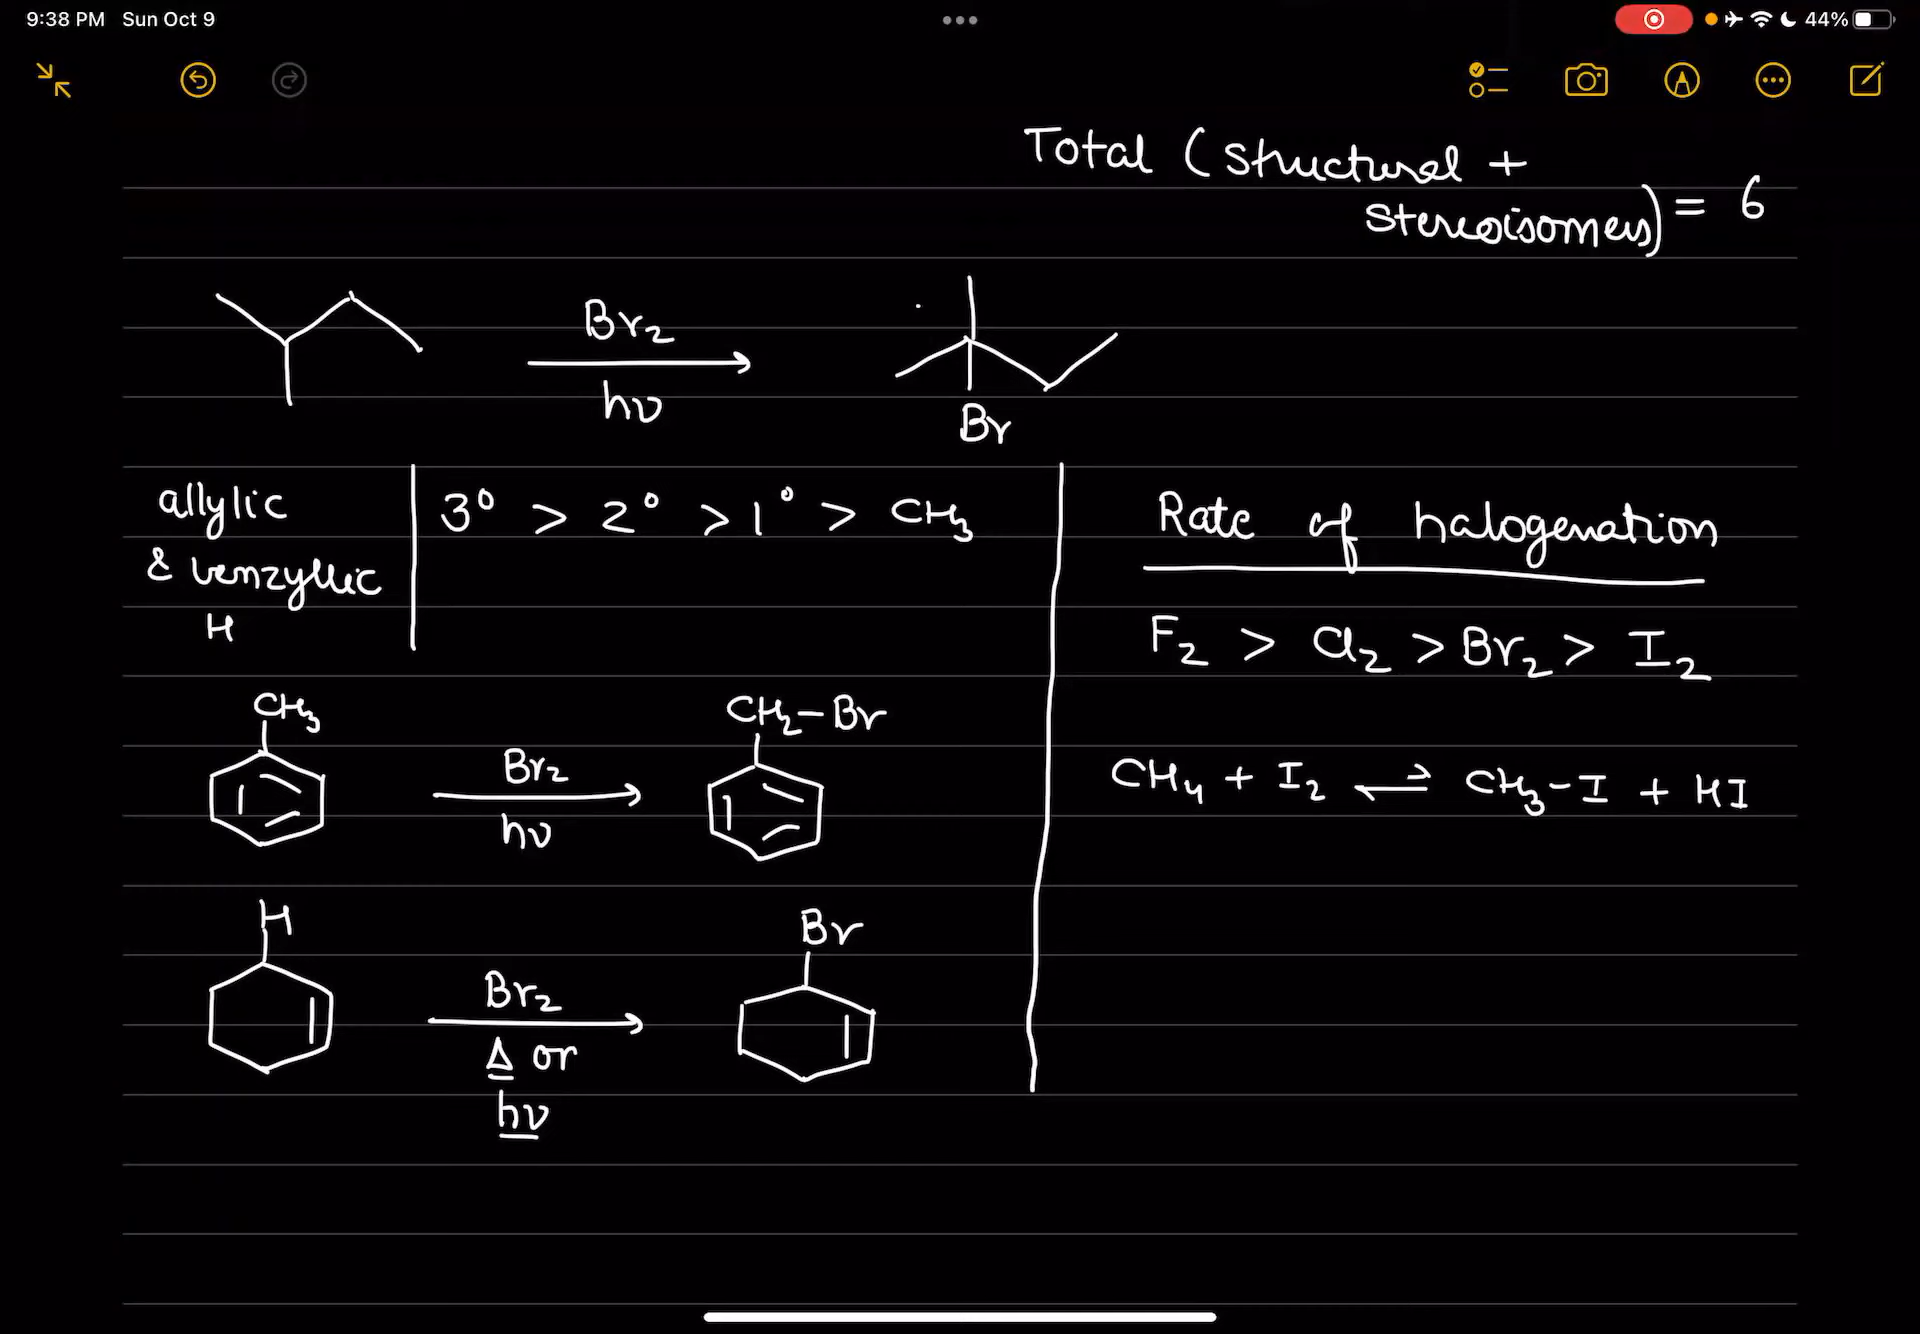 9:38 PM Sun Oct 9
44%
Total (structural +
stereoisomers) = 6
Br₂
hν
Br
allylic
& benzyllic
H
3° > 2° > 1° > CH₃
Rate of halogenation
F₂ > Cl₂ > Br₂ > I₂
CH₃
Br₂
hν
CH₂-Br
CH₄ + I₂ ⇌ CH₃-I + HI
H
Br₂
Δ or
hν
Br